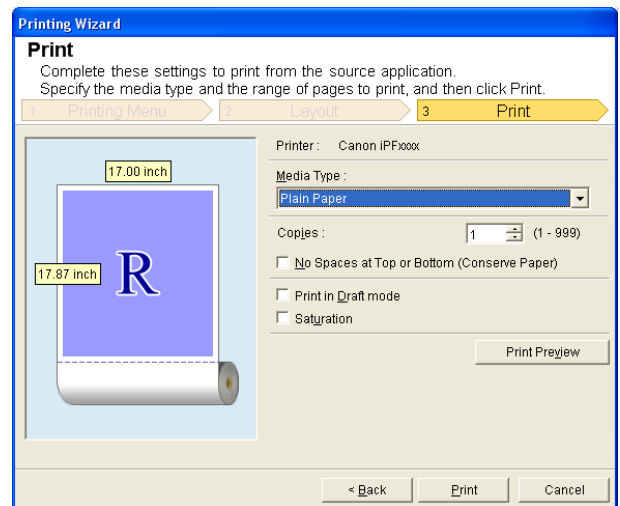 Printing Wizard
Print
Complete these settings to print from the source application.
Specify the media type and the range of pages to print, and then click Print.
1 Printing Menu 2 Layout 3 Print
Printer : Canon iPFxxxx
17.00 inch
Media Type :
Plain Paper
Copies : 1 (1 - 999)
17.87 inch
R
No Spaces at Top or Bottom (Conserve Paper)
Print in Draft mode
Saturation
Print Preview
< Back Print Cancel